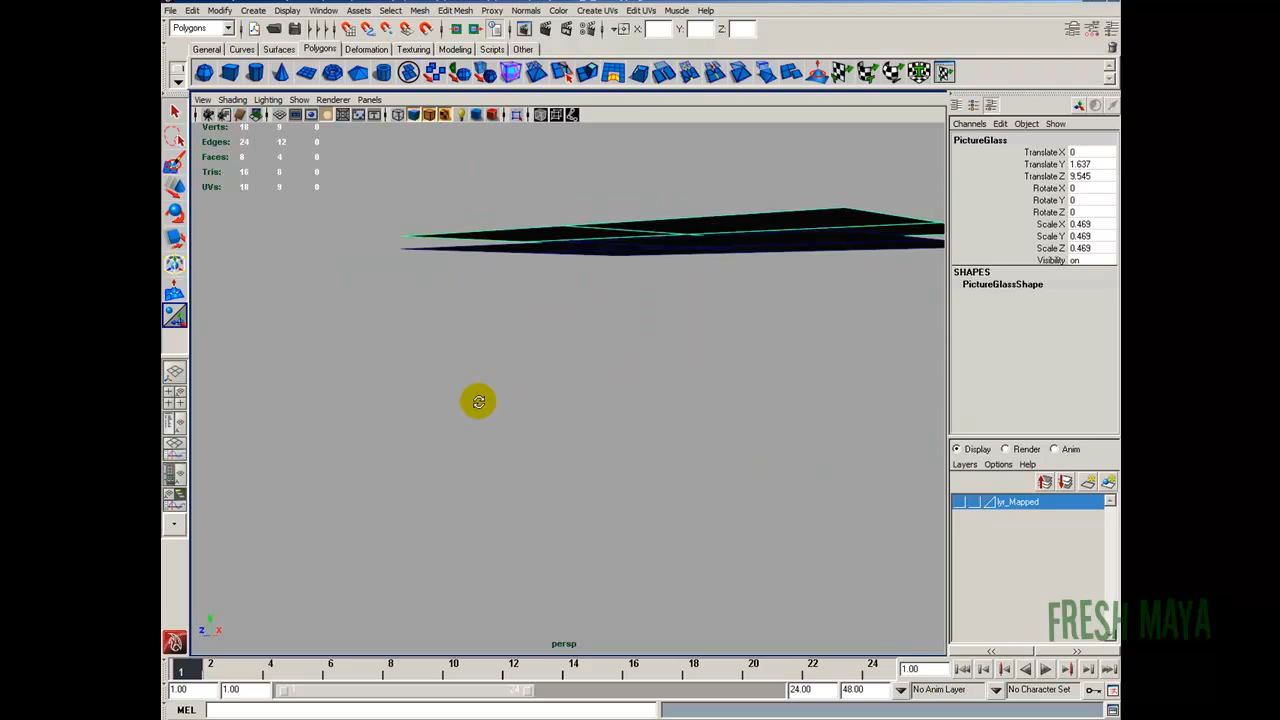 File Edit Modify Create Display Window Assets Select Mesh Edit Mesh Proxy Normals Color Create UVs Edit UVs Muscle Help
Polygons X: Y: Z:
General Curves Surfaces Polygons Deformation Texturing Modeling Scripts Other
View Shading Lighting Show Renderer Panels
Verts: 18 9 0
Edges: 24 12 0
Faces: 8 4 0
Tris: 16 8 0
UVs: 18 9 0
Channels Edit Object Show
PictureGlass
Translate X 0
Translate Y 1.637
Translate Z 9.545
Rotate X 0
Rotate Y 0
Rotate Z 0
Scale X 0.469
Scale Y 0.469
Scale Z 0.469
Visibility on
SHAPES
PictureGlassShape
Display Render Anim
Layers Options Help
lyr_Mapped
FRESH MAYA
z x
persp
2 4 6 8 10 12 14 16 18 20 22 24
1 1.00
1.00 1.00 1 24 24.00 48.00 No Anim Layer No Character Set
MEL